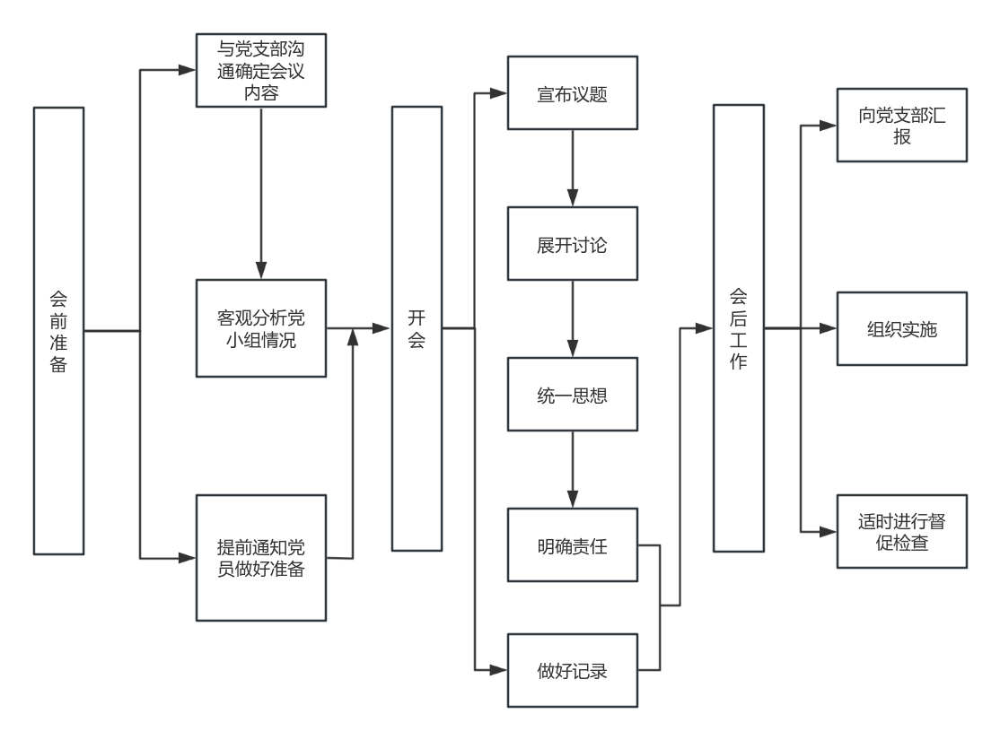 会
前
准
备
与党支部沟
通确定会议
内容
客观分析党
小组情况
提前通知党
员做好准备
开
会
宣布议题
展开讨论
统一思想
明确责任
做好记录
会
后
工
作
向党支部汇
报
组织实施
适时进行督
促检查